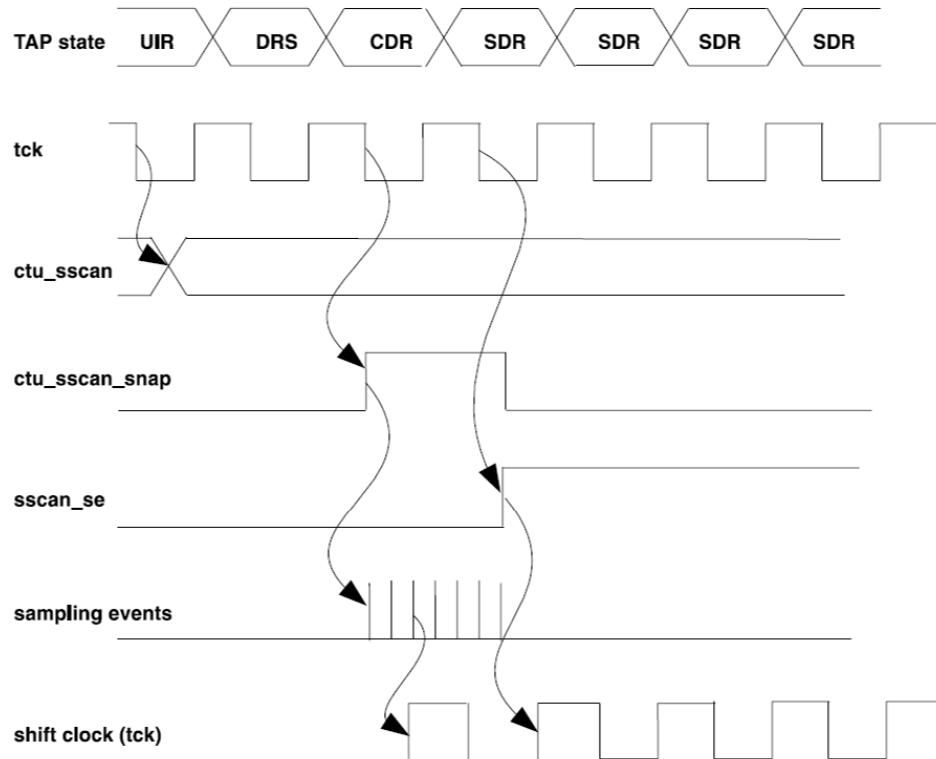 TAP state UIR DRS CDR SDR SDR SDR SDR
tck
ctu_sscan
ctu_sscan_snap
sscan_se
sampling events
shift clock (tck)